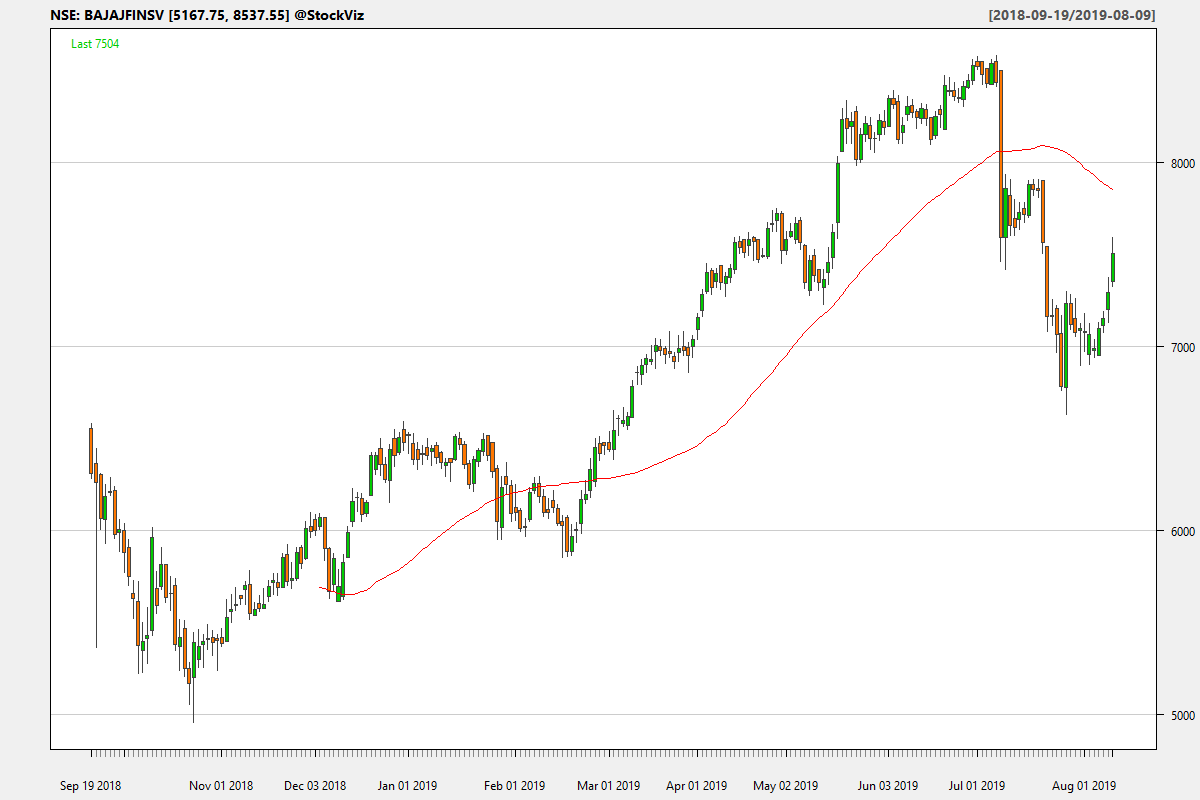 NSE: BAJAJFINSV [5167.75, 8537.55] @StockViz [2018-09-19/2019-08-09]
Last 7504
8000
7000
6000
5000
Sep 19 2018 Nov 01 2018 Dec 03 2018 Jan 01 2019 Feb 01 2019 Mar 01 2019 Apr 01 2019 May 02 2019 Jun 03 2019 Jul 01 2019 Aug 01 2019